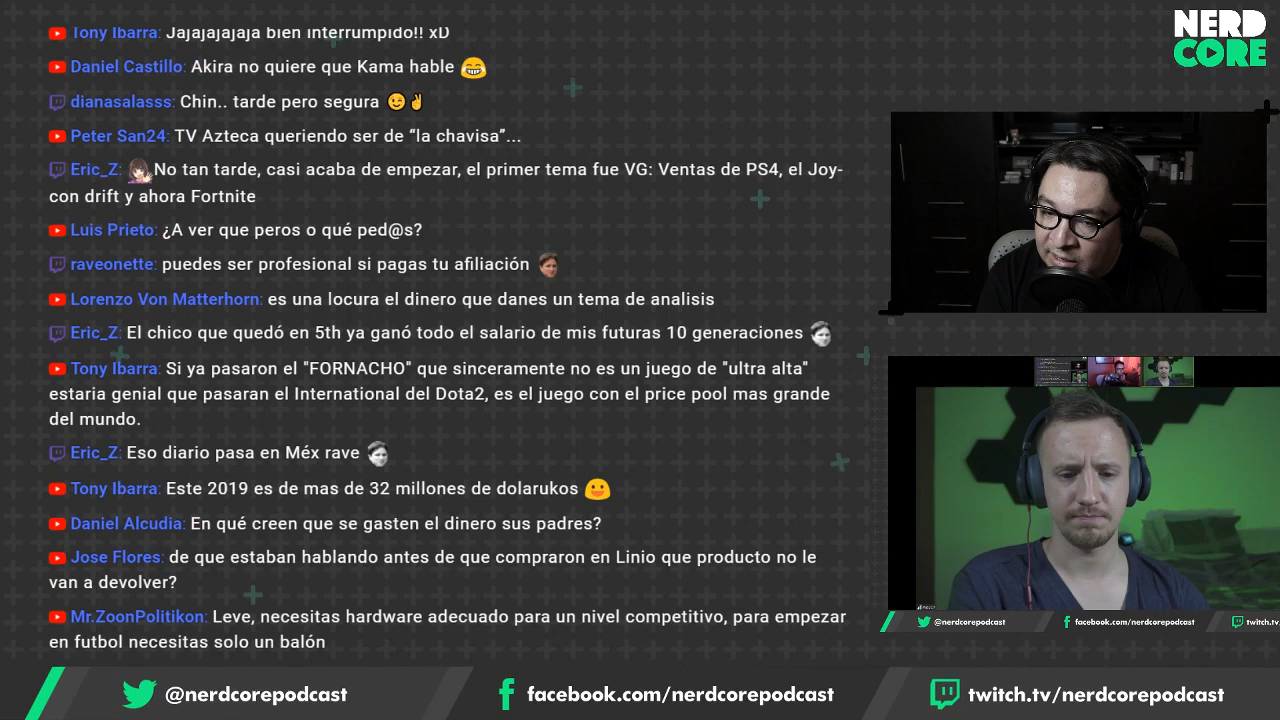 Tony Ibarra: Jajajajajaja bien interrumpido!! xD
Daniel Castillo: Akira no quiere que Kama hable 😂
dianasalasss: Chin.. tarde pero segura 😉✌
Peter San24: TV Azteca queriendo ser de “la chavisa”...
Eric_Z: No tan tarde, casi acaba de empezar, el primer tema fue VG: Ventas de PS4, el Joy-
con drift y ahora Fortnite
Luis Prieto: ¿A ver que peros o qué ped@s?
raveonette: puedes ser profesional si pagas tu afiliación
Lorenzo Von Matterhorn: es una locura el dinero que danes un tema de analisis
Eric_Z: El chico que quedó en 5th ya ganó todo el salario de mis futuras 10 generaciones
Tony Ibarra: Si ya pasaron el "FORNACHO" que sinceramente no es un juego de "ultra alta"
estaria genial que pasaran el International del Dota2, es el juego con el price pool mas grande
del mundo.
Eric_Z: Eso diario pasa en Méx rave
Tony Ibarra: Este 2019 es de mas de 32 millones de dolarukos 😃
Daniel Alcudia: En qué creen que se gasten el dinero sus padres?
Jose Flores: de que estaban hablando antes de que compraron en Linio que producto no le
van a devolver?
Mr.ZoonPolitikon: Leve, necesitas hardware adecuado para un nivel competitivo, para empezar
en futbol necesitas solo un balón
NERD
CORE
@nerdcorepodcast
facebook.com/nerdcorepodcast
twitch.tv
@nerdcorepodcast
facebook.com/nerdcorepodcast
twitch.tv/nerdcorepodcast